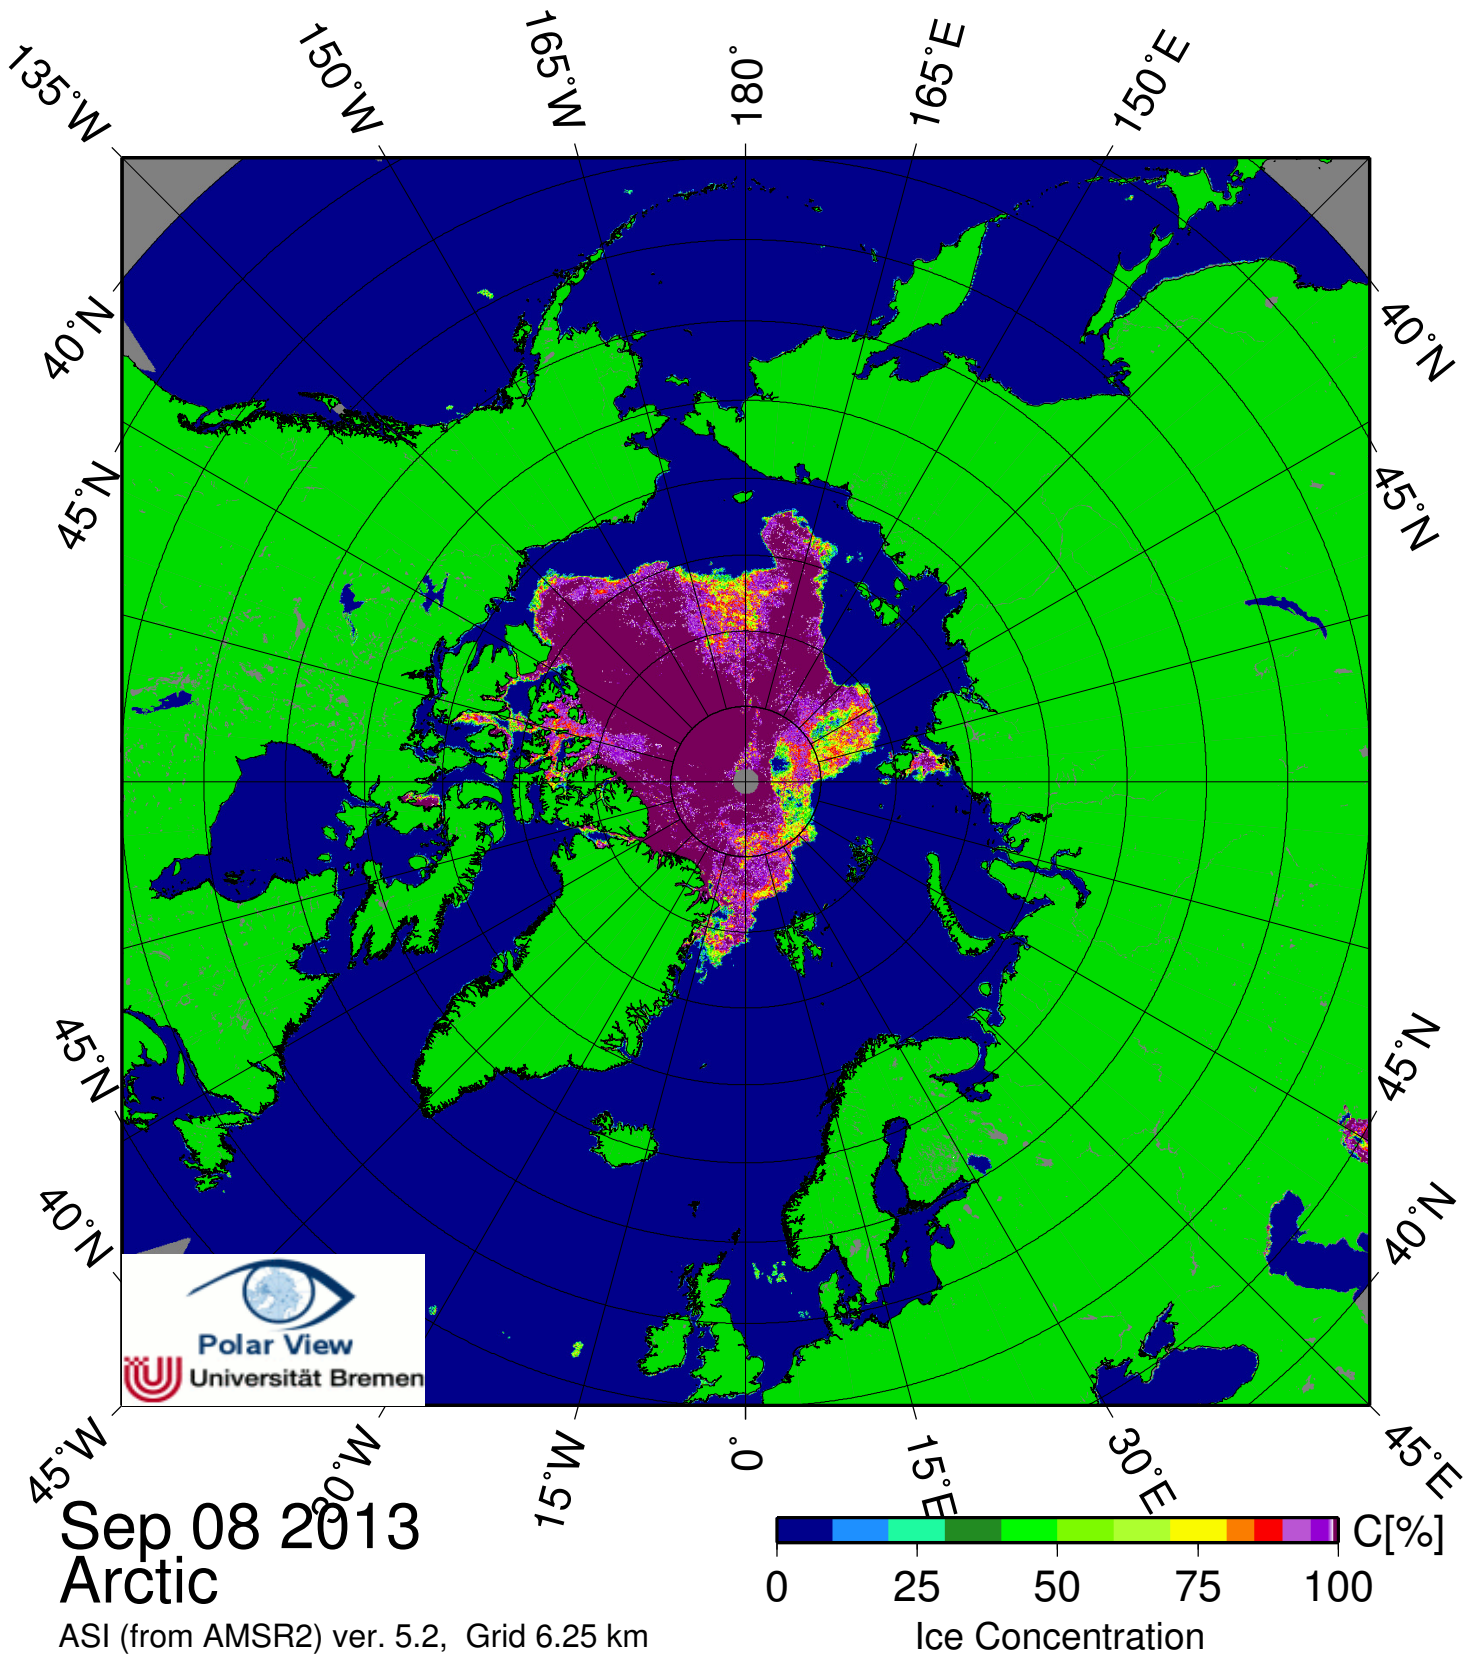 135°W
150°W
165°W
180°
165°E
150°E
40°N
40°N
45°N
45°N
45°N
45°N
40°N
40°N
Polar View
Universität Bremen
45°W
30°W
15°W
0°
15°E
30°E
45°E
Sep 08 2013
Arctic
ASI (from AMSR2) ver. 5.2, Grid 6.25 km
C[%]
0 25 50 75 100
Ice Concentration